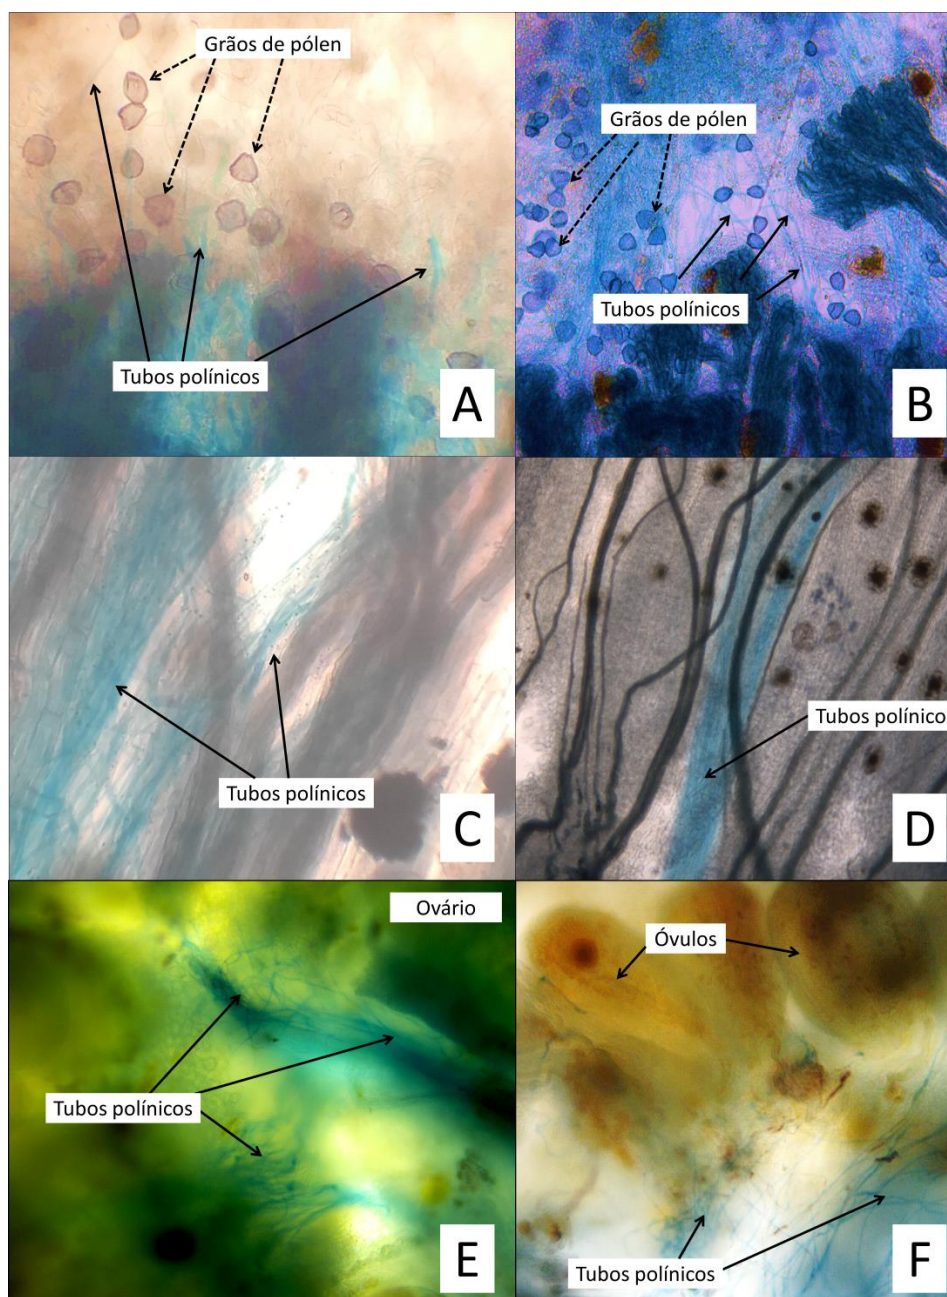 Grãos de pólen
Tubos polínicos
A
Grãos de pólen
Tubos polínicos
B
Tubos polínicos
C
Tubos polínico
D
Ovário
Tubos polínicos
E
Óvulos
Tubos polínicos
F